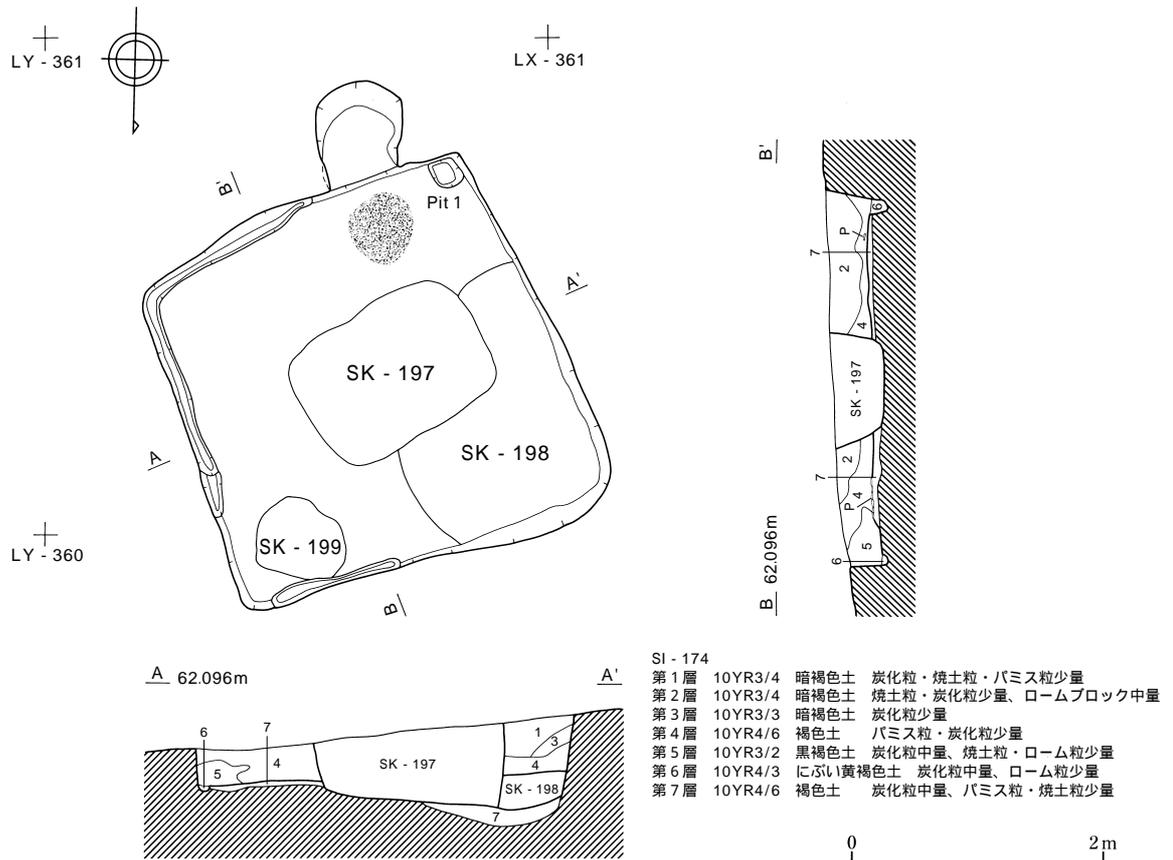 LY - 361
LX - 361
B'
Pit 1
A'
SK - 197
SK - 198
A
SK - 199
B
LY - 360
B'
6
P
7
2
4
SK - 197
2
7
P 4
5
6
B 62.096m
A 62.096m
A'
6
7
5
4
SK - 197
1
3
4
SK - 198
7
SI - 174
第1層 10YR3/4 暗褐色土 炭化粒・焼土粒・パミス粒少量
第2層 10YR3/4 暗褐色土 焼土粒・炭化粒少量、ロームブロック中量
第3層 10YR3/3 暗褐色土 炭化粒少量
第4層 10YR4/6 褐色土 パミス粒・炭化粒少量
第5層 10YR3/2 黒褐色土 炭化粒中量、焼土粒・ローム粒少量
第6層 10YR4/3 にぶい黄褐色土 炭化粒中量、ローム粒少量
第7層 10YR4/6 褐色土 炭化粒中量、パミス粒・焼土粒少量
0 2m